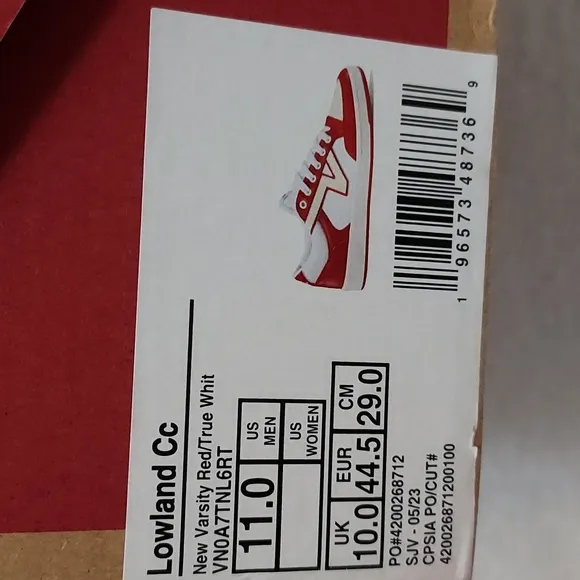 Lowland Cc
New Varsity Red/True Whit
VN0A7TNL6RT
11.0 US MEN
US WOMEN
UK EUR CM
10.0 44.5 29.0
PO#4200268712
SJV - 05/23
CPSIA PO/CUT#
4200268712001​00
1 96573 48736 9